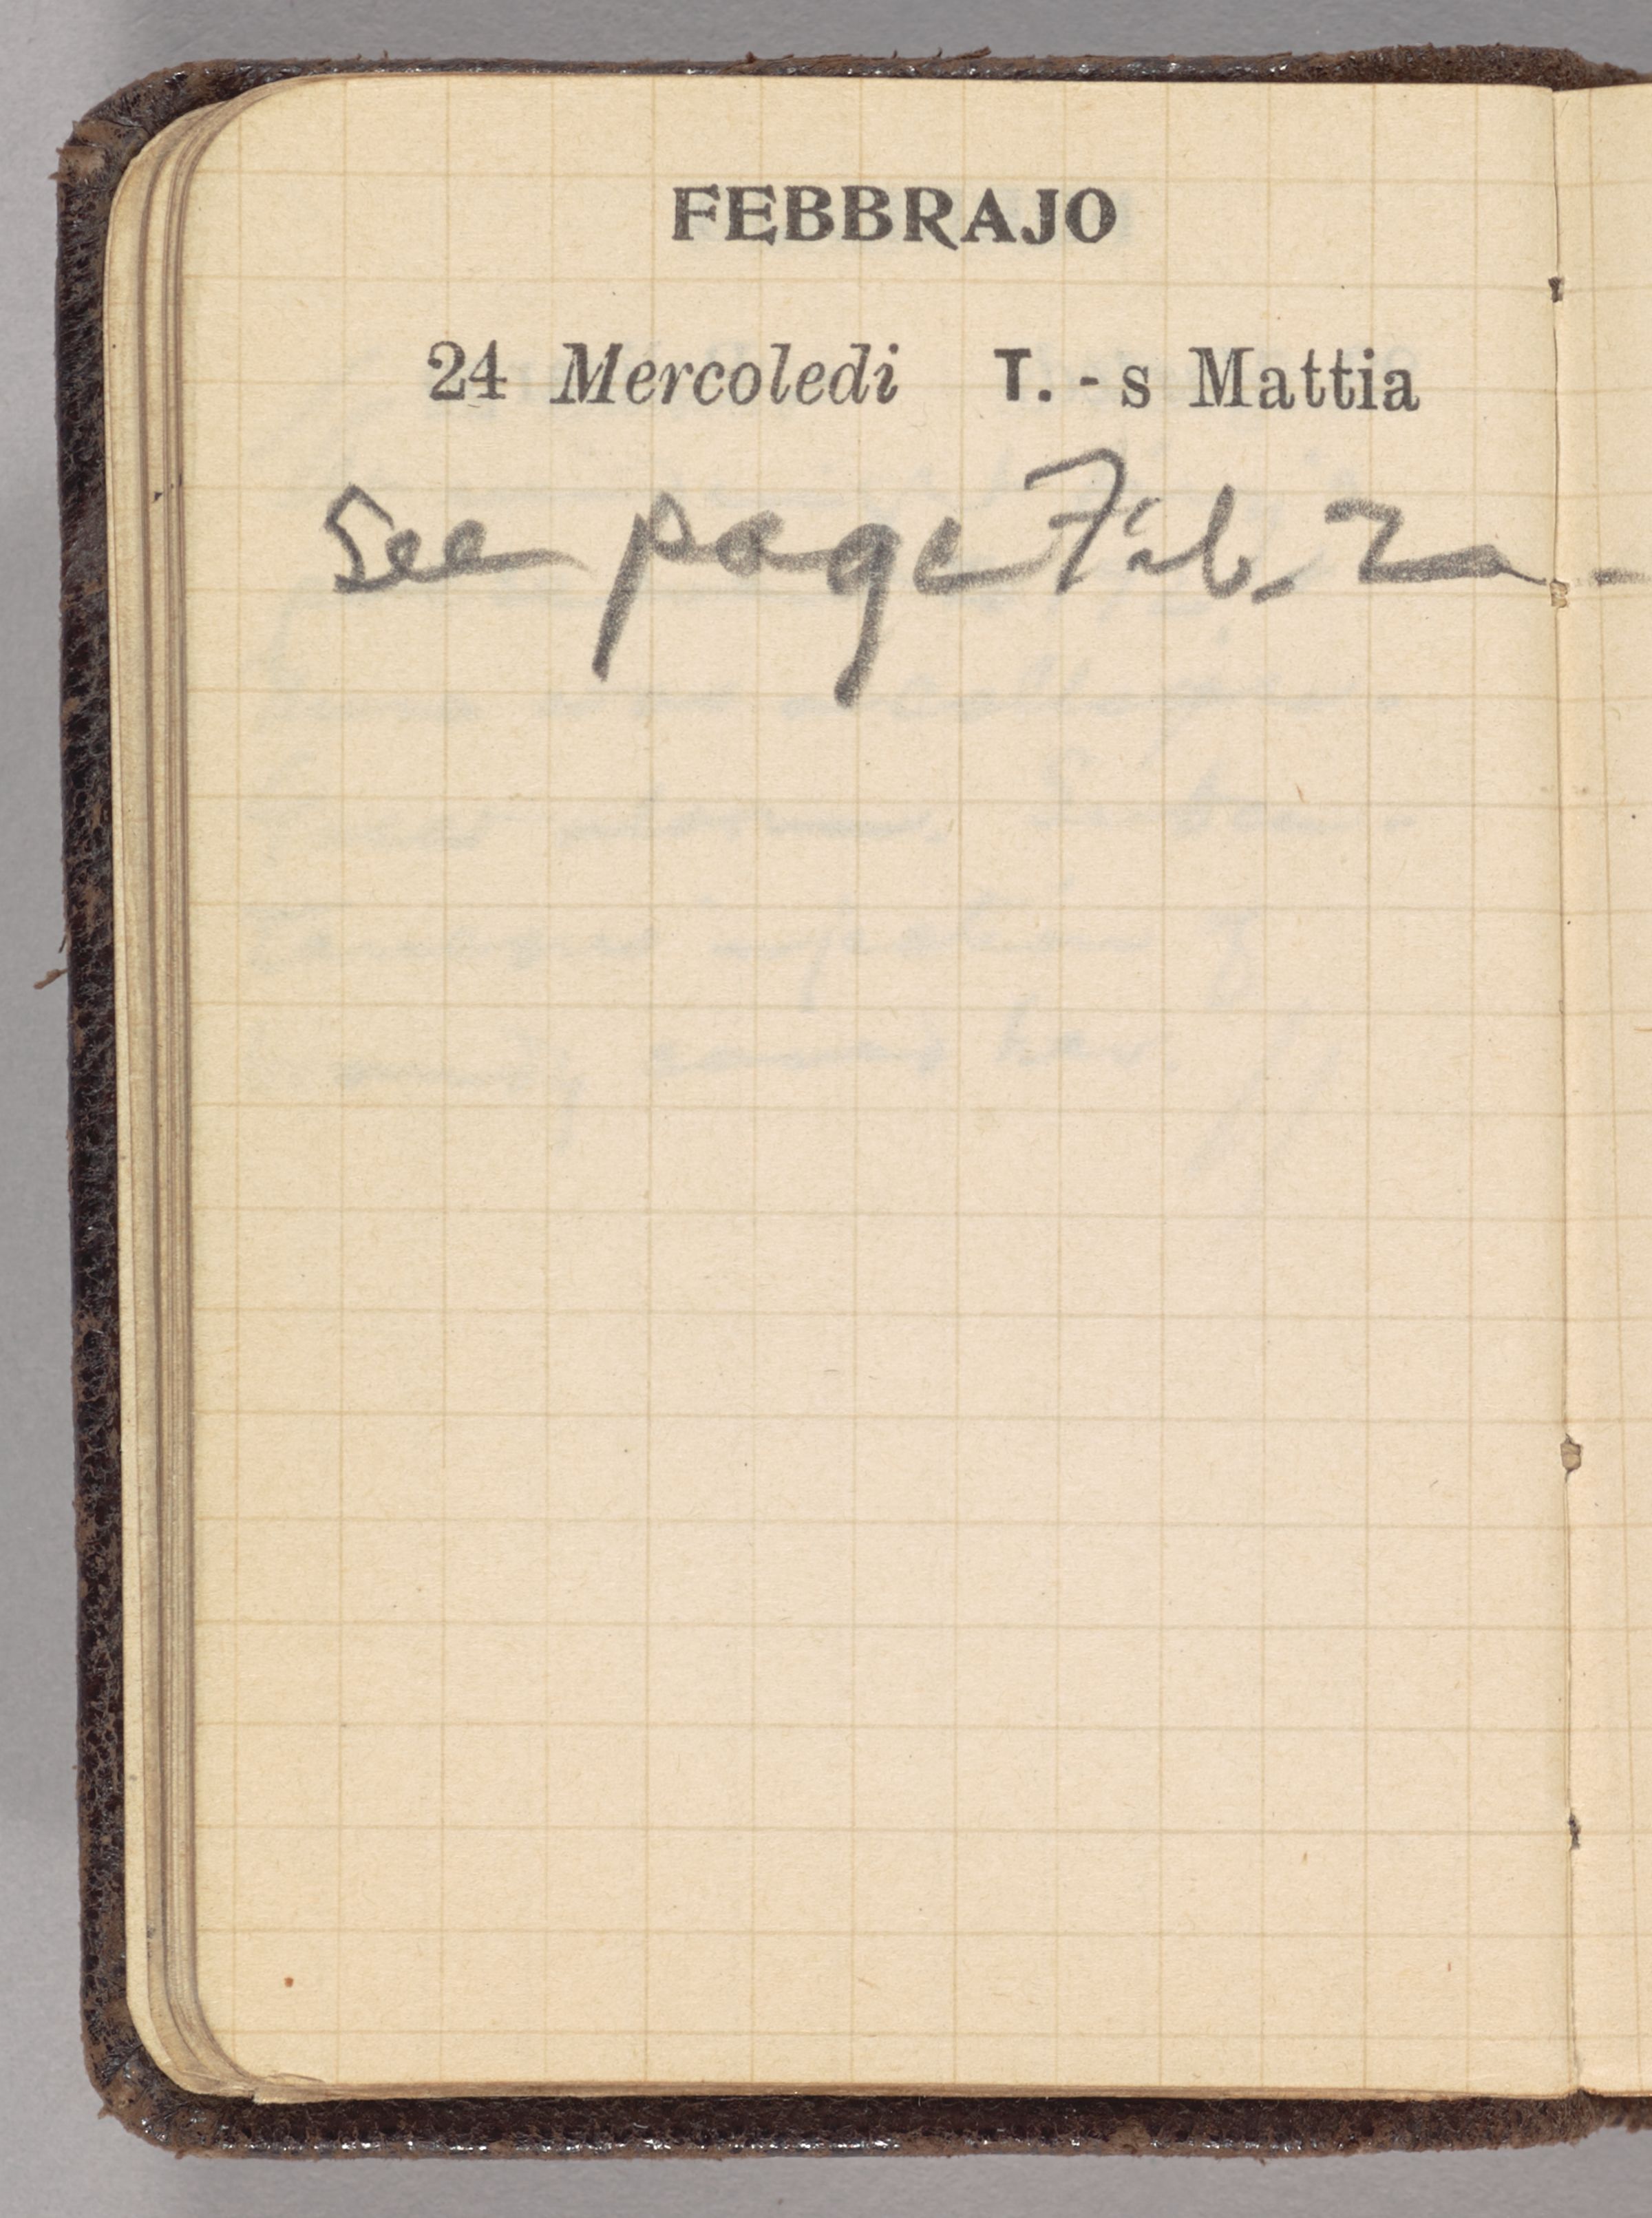 FEBBRAJO
24 Mercoledi T. - s Mattia
See page Feb. 2